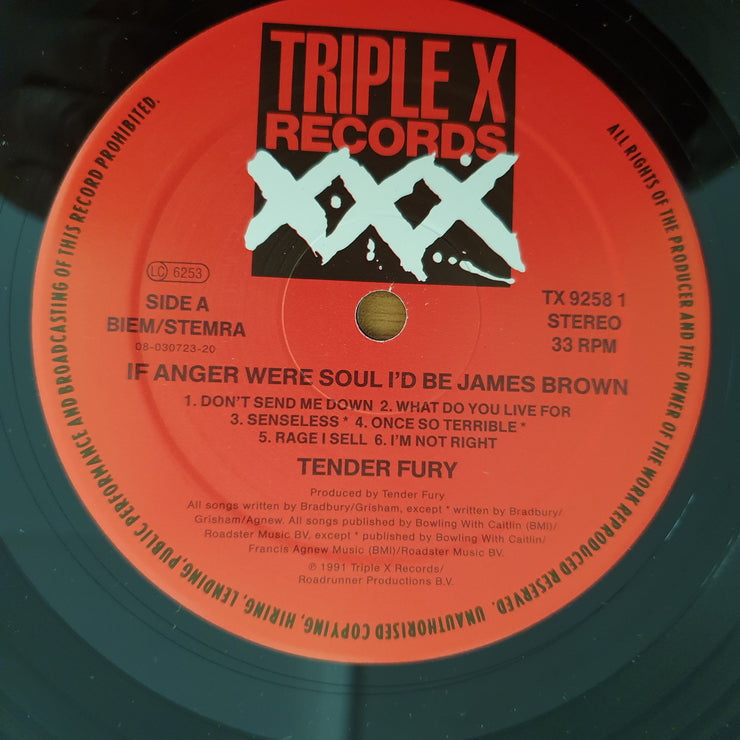 TRIPLE X
RECORDS
XXX
LC 6253
SIDE A
BIEM/STEMRA
08-030723-20
TX 9258 1
STEREO
33 RPM
IF ANGER WERE SOUL I'D BE JAMES BROWN
1. DON'T SEND ME DOWN 2. WHAT DO YOU LIVE FOR
3. SENSELESS * 4. ONCE SO TERRIBLE *
5. RAGE I SELL 6. I'M NOT RIGHT
TENDER FURY
Produced by Tender Fury
All songs written by Bradbury/Grisham, except * written by Bradbury/
Grisham/Agnew. All songs published by Bowling With Caitlin (BMI)/
Roadster Music BV, except * published by Bowling With Caitlin/
Francis Agnew Music (BMI)/Roadster Music BV.
℗ 1991 Triple X Records/
Roadrunner Productions B.V.
ALL RIGHTS OF THE PRODUCER AND THE OWNER OF THE WORK REPRODUCED RESERVED. UNAUTHORISED COPYING, HIRING, LENDING, PUBLIC PERFORMANCE AND BROADCASTING OF THIS RECORD PROHIBITED.